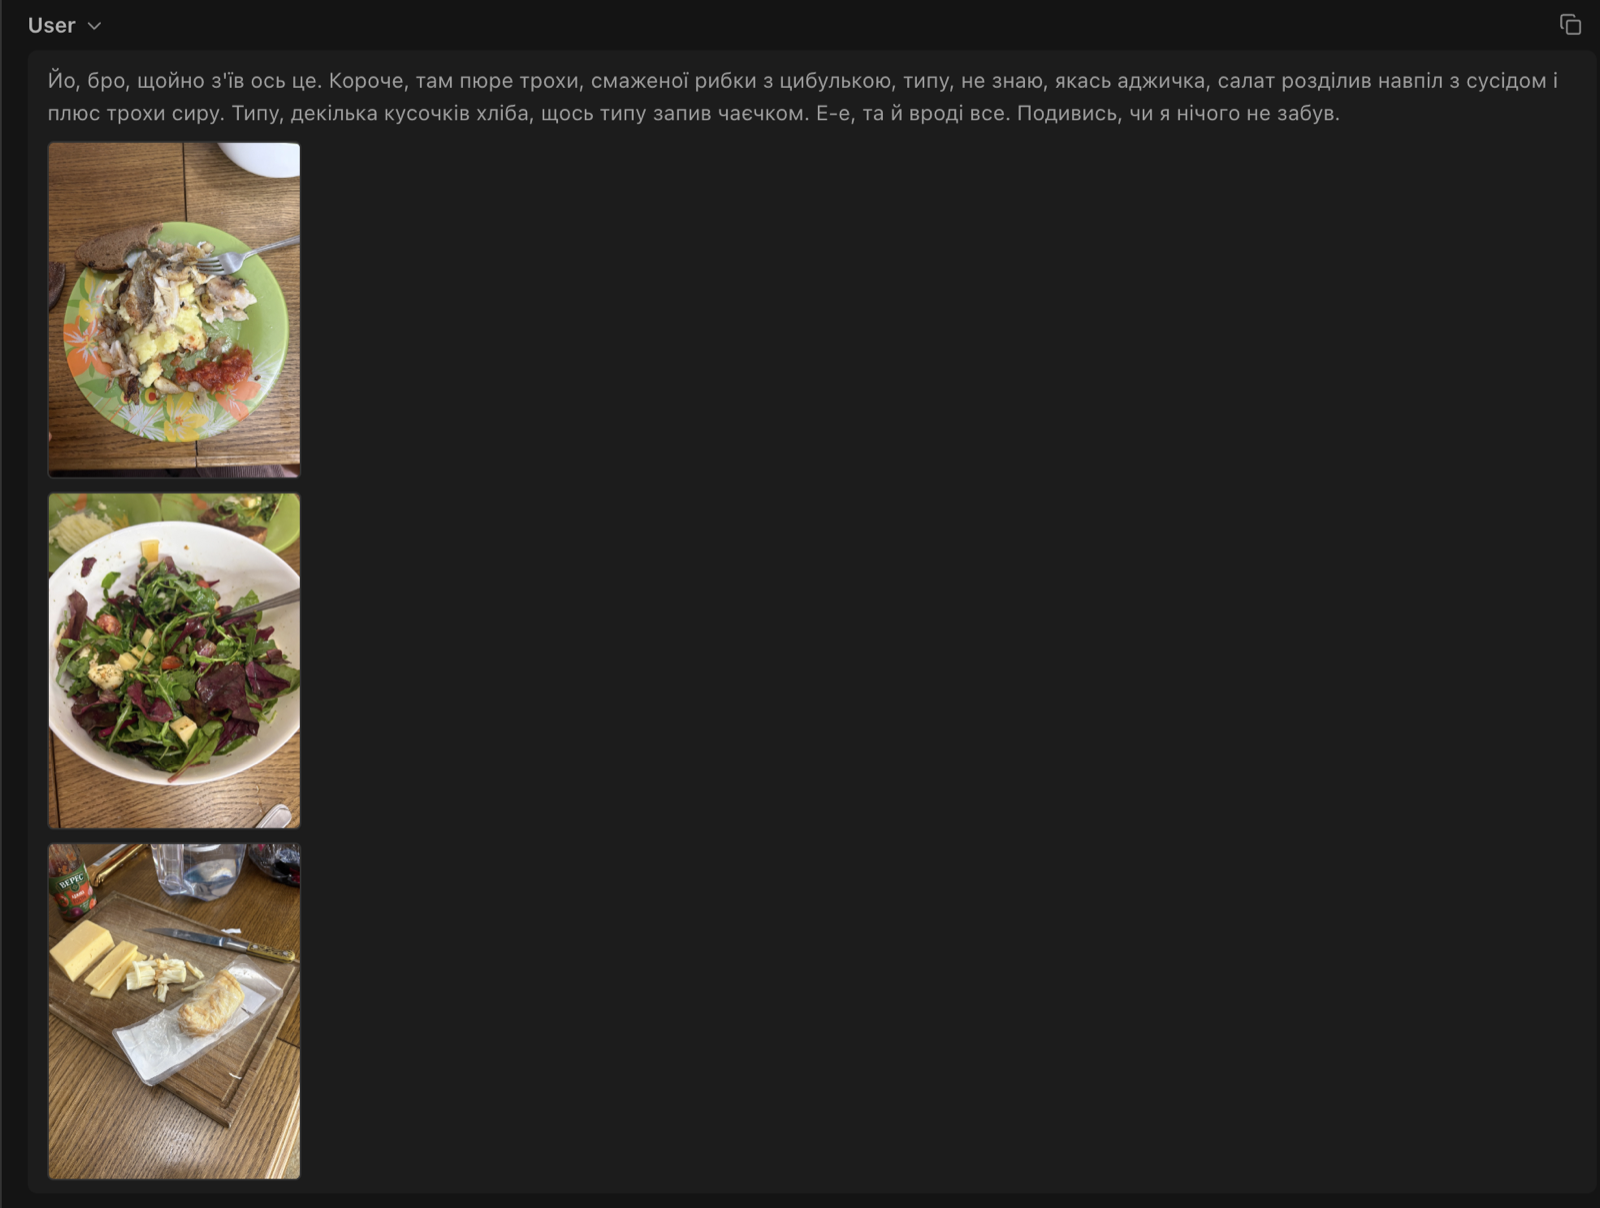 User
Йо, бро, щойно з'їв ось це. Короче, там пюре трохи, смаженої рибки з цибулькою, типу, не знаю, якась аджичка, салат розділив навпіл з сусідом і
плюс трохи сиру. Типу, декілька кусочків хліба, щось типу запив чаєчком. Е-е, та й вроді все. Подивись, чи я нічого не забув.
ВЕРЕС